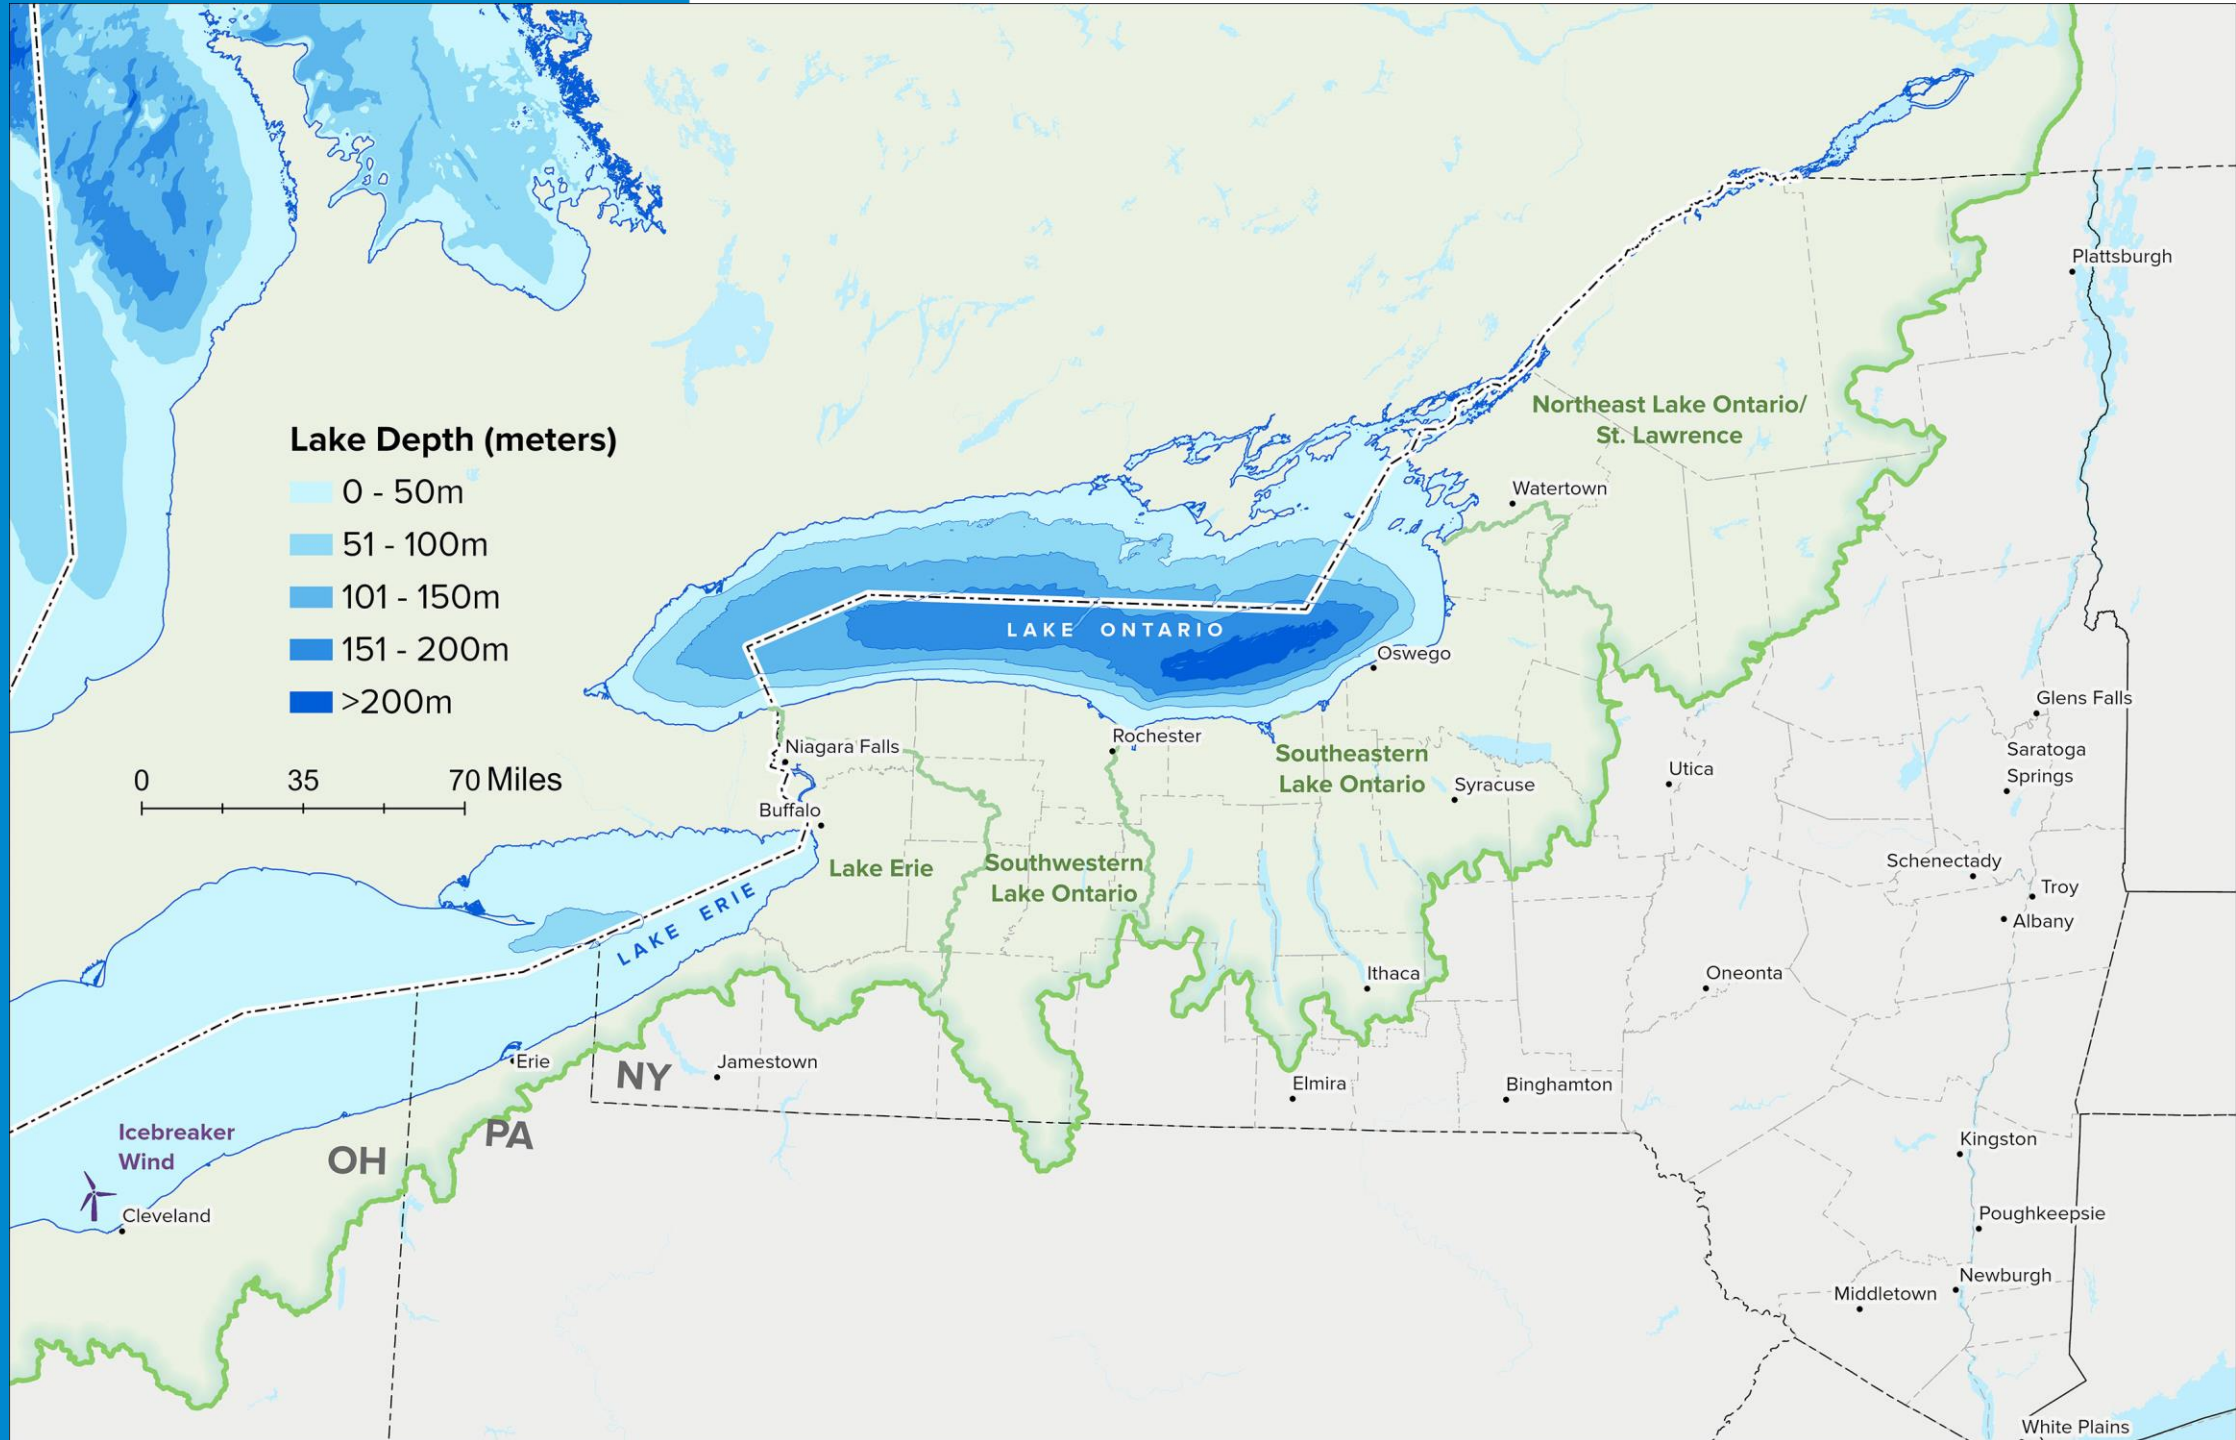 Plattsburgh
Northeast Lake Ontario/
St. Lawrence
Lake Depth (meters)
0 - 50m
51 - 100m
101 - 150m
151 - 200m
>200m
Watertown
LAKE ONTARIO
Oswego
Glens Falls
0 35 70 Miles
Niagara Falls
Rochester
Southeastern
Lake Ontario
Syracuse
Utica
Saratoga
Springs
Buffalo
Lake Erie
Southwestern
Lake Ontario
Schenectady
Troy
Albany
LAKE ERIE
Ithaca
Oneonta
Erie
NY
Jamestown
Elmira
Binghamton
Icebreaker
Wind
OH
PA
Kingston
Cleveland
Poughkeepsie
Newburgh
Middletown
White Plains